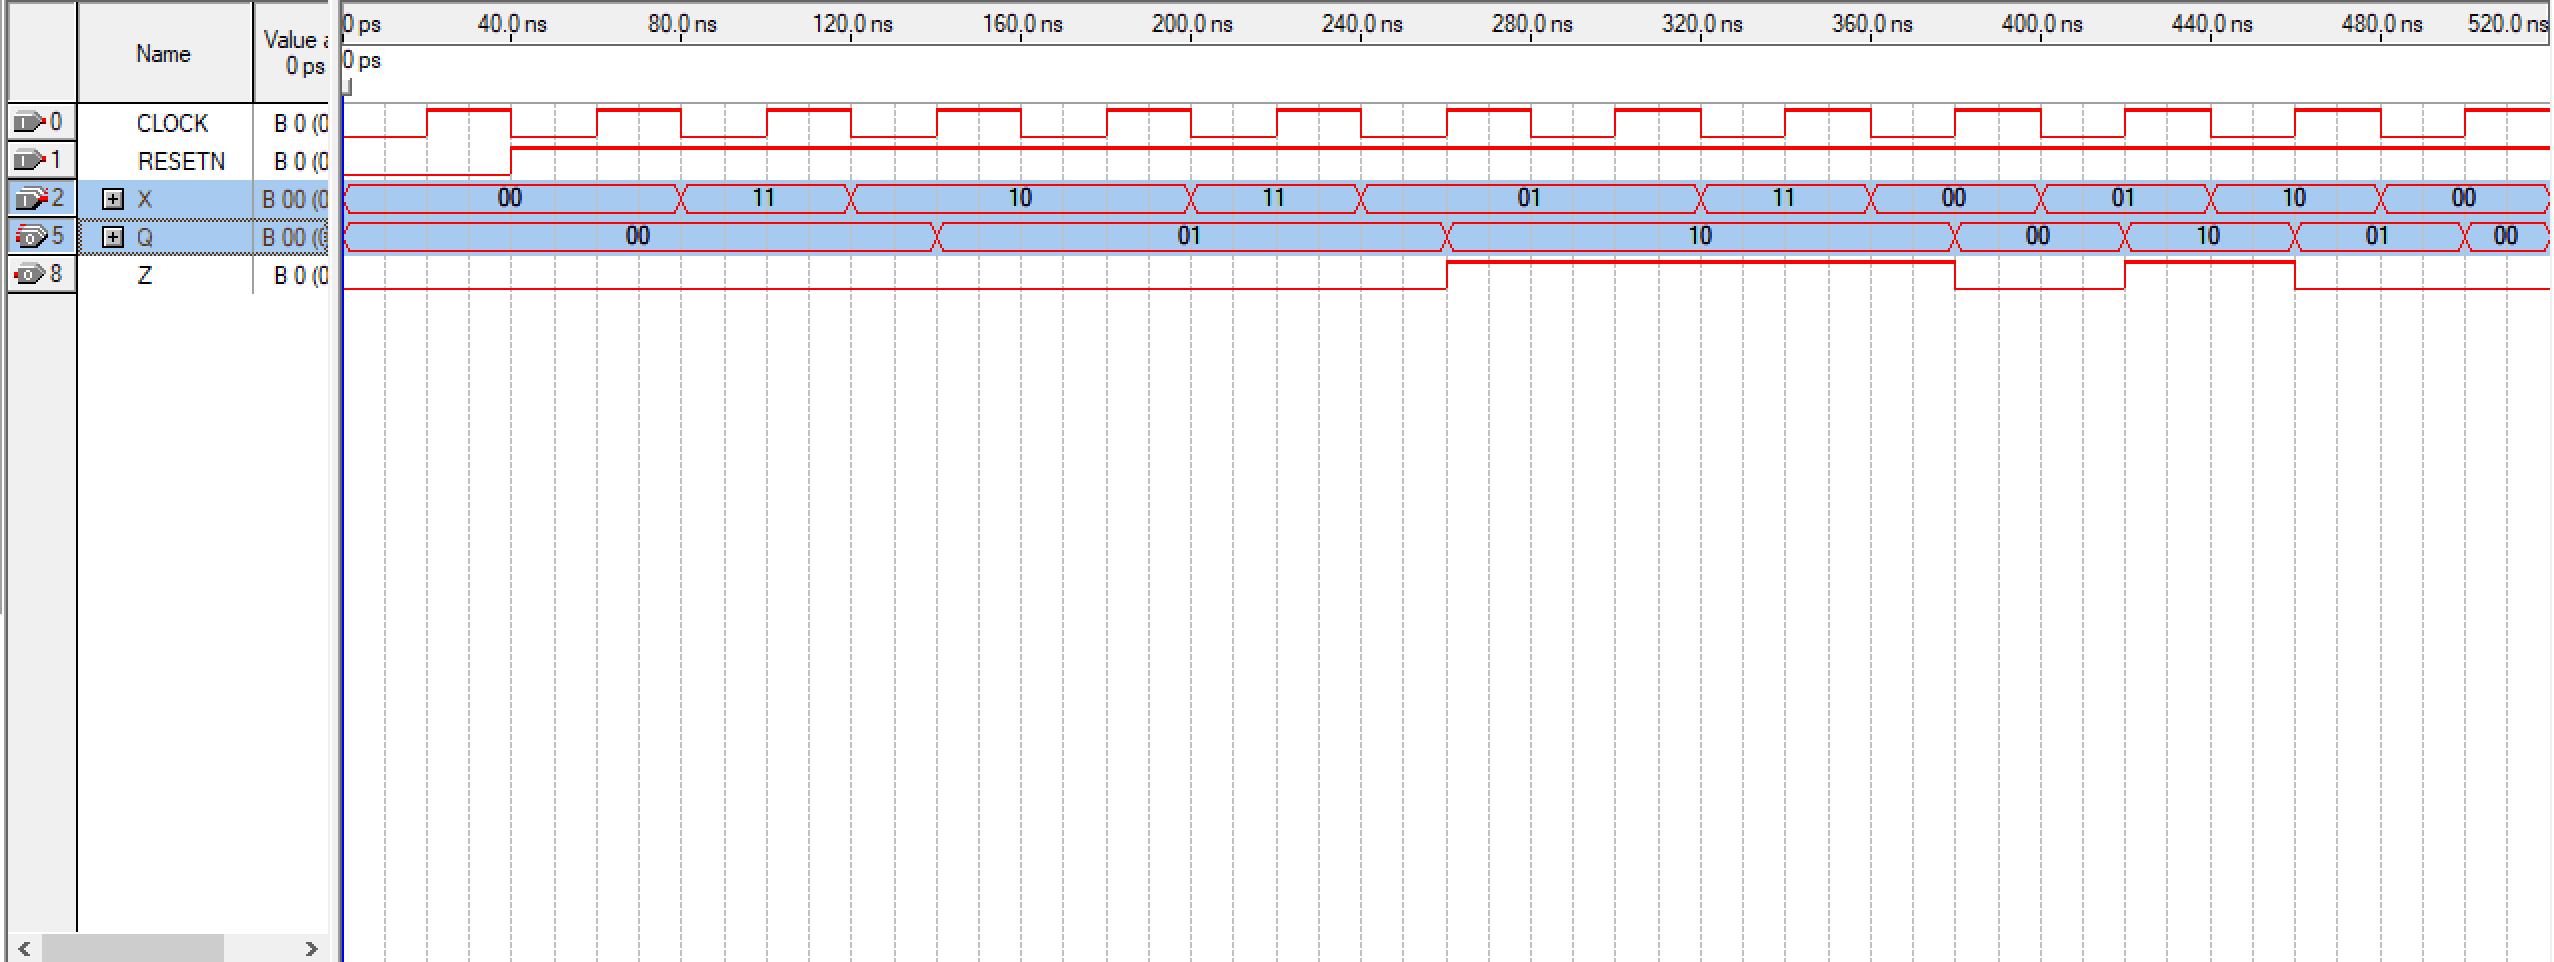 Name
Value a
0 ps
0 ps 40.0 ns 80.0 ns 120.0 ns 160.0 ns 200.0 ns 240.0 ns 280.0 ns 320.0 ns 360.0 ns 400.0 ns 440.0 ns 480.0 ns 520.0 ns
0 ps
0 CLOCK B 0 (0
1 RESETN B 0 (0
2 X B 00 (0 00 11 10 11 01 11 00 01 10 00
5 Q B 00 (0 00 01 10 00 10 01 00
8 Z B 0 (0